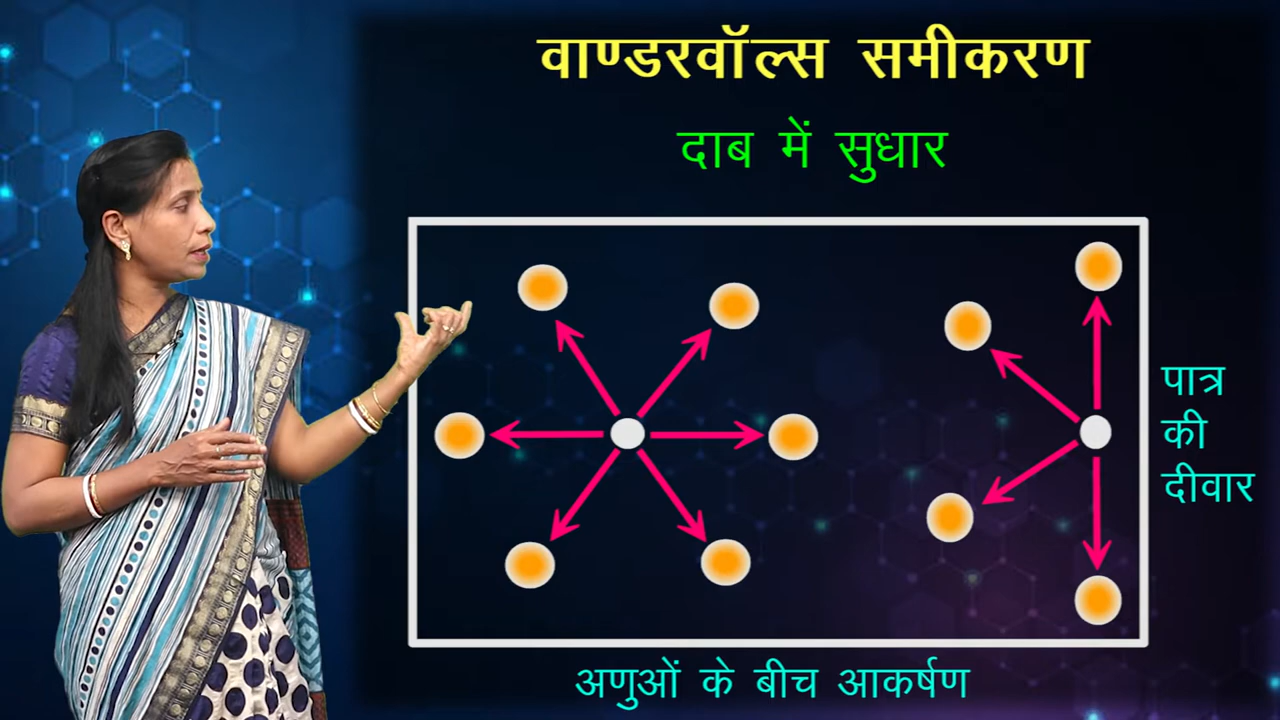 वाण्डरवॉल्स समीकरण
दाब में सुधार
पात्र
की
दीवार
अणुओं के बीच आकर्षण